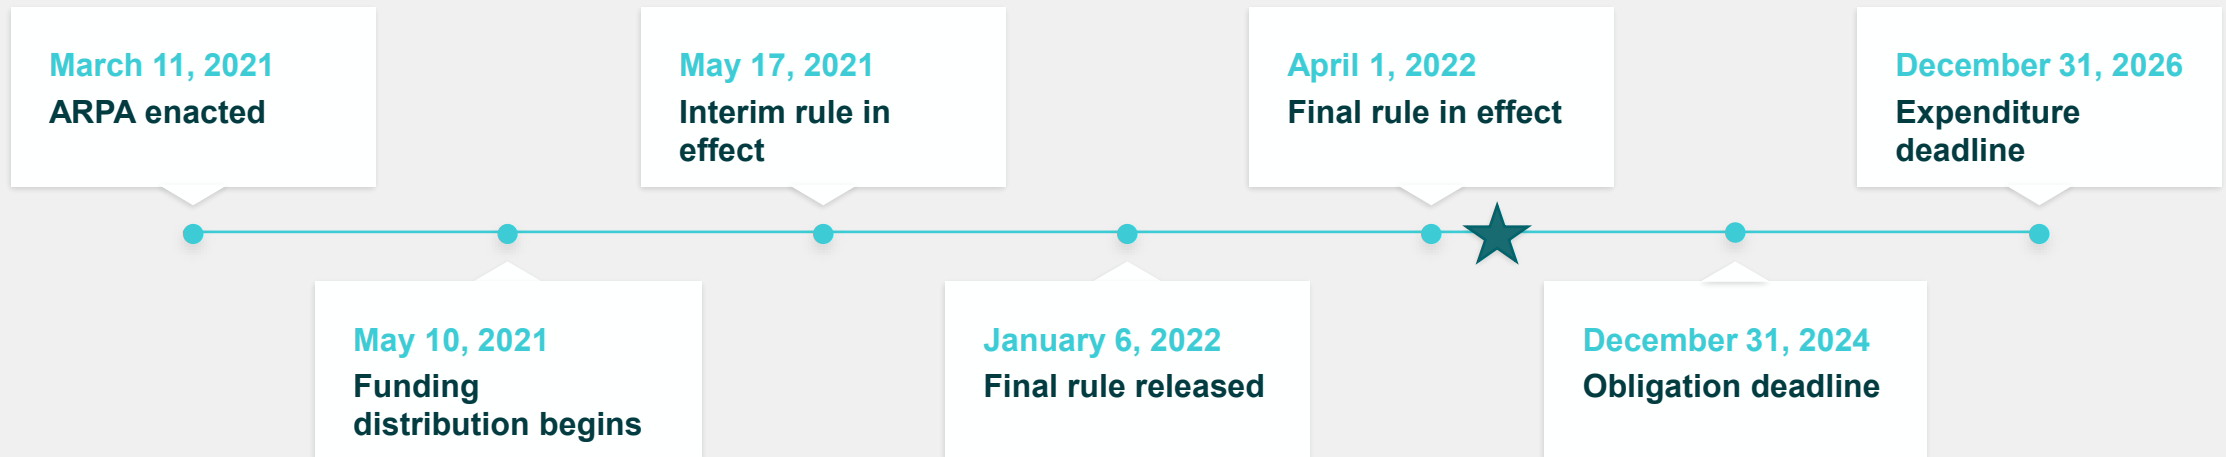 March 11, 2021
ARPA enacted
May 10, 2021
Funding
distribution begins
May 17, 2021
Interim rule in
effect
January 6, 2022
Final rule released
April 1, 2022
Final rule in effect
December 31, 2024
Obligation deadline
December 31, 2026
Expenditure
deadline